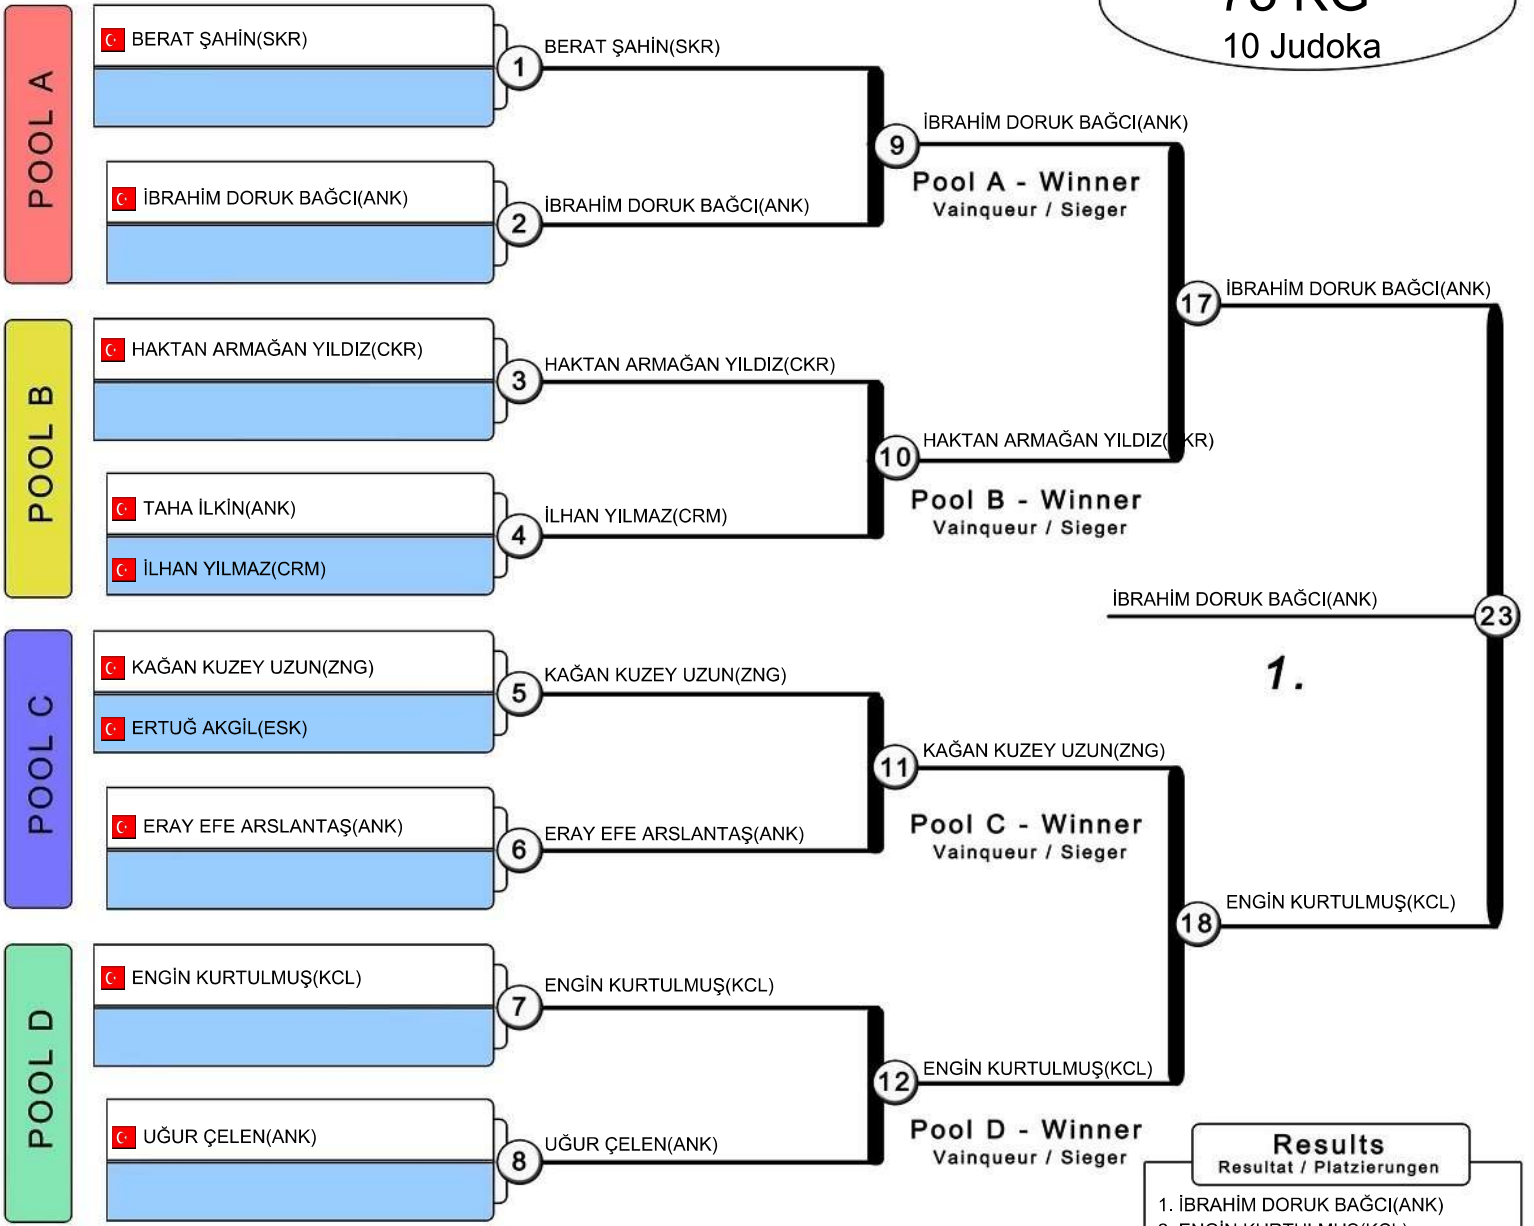 10 Judoka
POOL A
BERAT ŞAHİN(SKR)
1
BERAT ŞAHİN(SKR)
İBRAHİM DORUK BAĞCI(ANK)
2
İBRAHİM DORUK BAĞCI(ANK)
9
İBRAHİM DORUK BAĞCI(ANK)
Pool A - Winner
Vainqueur / Sieger
POOL B
HAKTAN ARMAĞAN YILDIZ(CKR)
3
HAKTAN ARMAĞAN YILDIZ(CKR)
TAHA İLKİN(ANK)
İLHAN YILMAZ(CRM)
4
İLHAN YILMAZ(CRM)
10
HAKTAN ARMAĞAN YILDIZ(CKR)
Pool B - Winner
Vainqueur / Sieger
17
İBRAHİM DORUK BAĞCI(ANK)
POOL C
KAĞAN KUZEY UZUN(ZNG)
ERTUĞ AKGİL(ESK)
5
KAĞAN KUZEY UZUN(ZNG)
ERAY EFE ARSLANTAŞ(ANK)
6
ERAY EFE ARSLANTAŞ(ANK)
11
KAĞAN KUZEY UZUN(ZNG)
Pool C - Winner
Vainqueur / Sieger
POOL D
ENGİN KURTULMUŞ(KCL)
7
ENGİN KURTULMUŞ(KCL)
UĞUR ÇELEN(ANK)
8
UĞUR ÇELEN(ANK)
12
ENGİN KURTULMUŞ(KCL)
Pool D - Winner
Vainqueur / Sieger
18
ENGİN KURTULMUŞ(KCL)
İBRAHİM DORUK BAĞCI(ANK)
23
1.
Results
Resultat / Platzierungen
1. İBRAHİM DORUK BAĞCI(ANK)